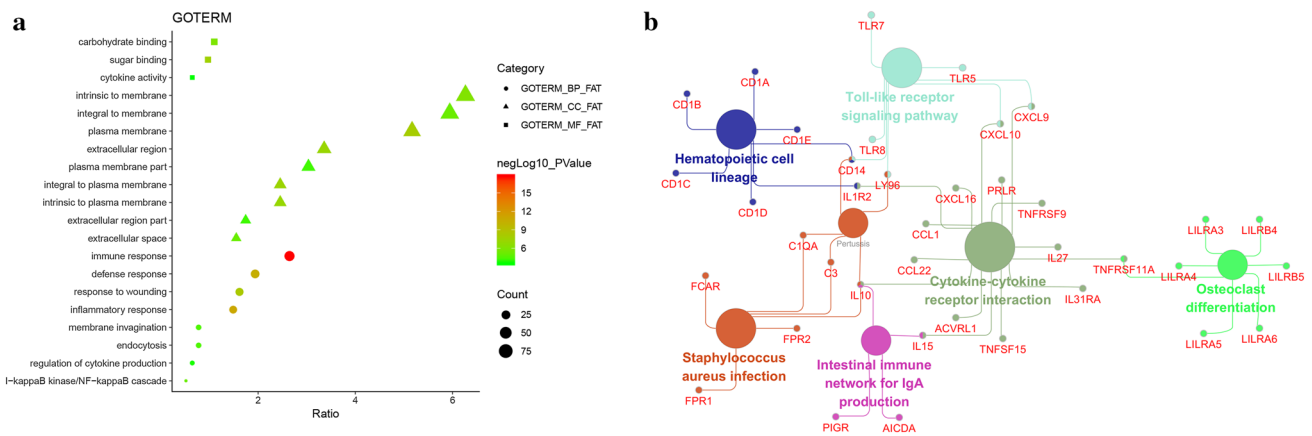 a
GOTERM
carbohydrate binding
sugar binding
cytokine activity
intrinsic to membrane
integral to membrane
plasma membrane
extracellular region
plasma membrane part
integral to plasma membrane
intrinsic to plasma membrane
extracellular region part
extracellular space
immune response
defense response
response to wounding
inflammatory response
membrane invagination
endocytosis
regulation of cytokine production
I−kappaB kinase/NF−kappaB cascade
2
4
6
Ratio
Category
GOTERM_BP_FAT
GOTERM_CC_FAT
GOTERM_MF_FAT
negLog10_PValue
15
12
9
6
Count
25
50
75
b
TLR7
TLR5
Toll-like receptor
signaling pathway
TLR8
CXCL9
CXCL10
CD1A
CD1B
CD1E
Hematopoietic cell
lineage
CD1C
CD1D
CD14
IL1R2
LY96
CXCL16
PRLR
TNFRSF9
Pertussis
C1QA
C3
IL10
CCL1
CCL22
IL27
Cytokine-cytokine
receptor interaction
IL31RA
TNFRSF11A
ACVRL1
TNFSF15
IL15
LILRA3
LILRB4
LILRA4
LILRB5
Osteoclast
differentiation
LILRA5
LILRA6
FCAR
FPR2
Staphylococcus
aureus infection
FPR1
Intestinal immune
network for IgA
production
PIGR
AICDA